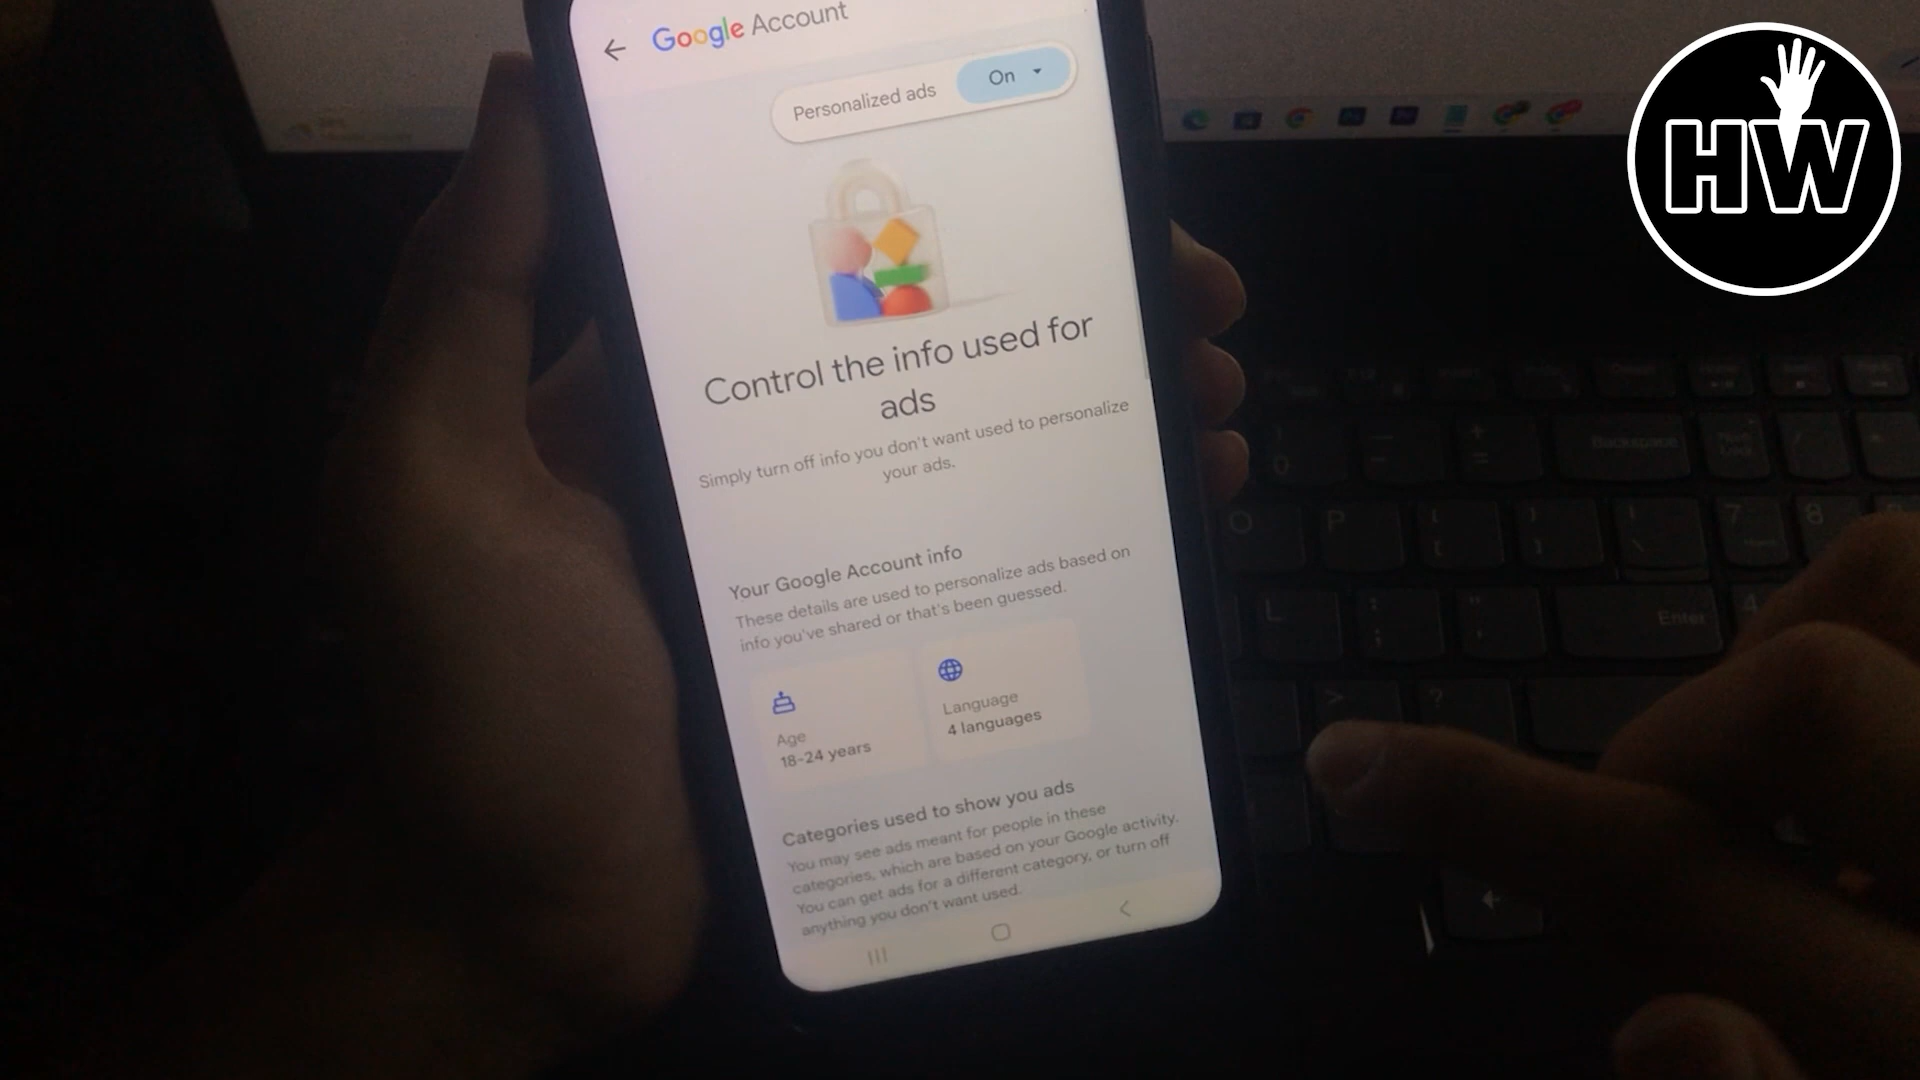 Google Account
Personalized ads
On
Control the info used for
ads
Simply turn off info you don't want used to personalize
your ads.
Your Google Account info
These details are used to personalize ads based on
info you've shared or that's been guessed.
Age
18-24 years
Language
4 languages
Categories used to show you ads
You may see ads meant for people in these
categories, which are based on your Google activity.
You can get ads for a different category, or turn off
anything you don't want used.
HW
Backspace
O
P
7
8
L
Enter
4